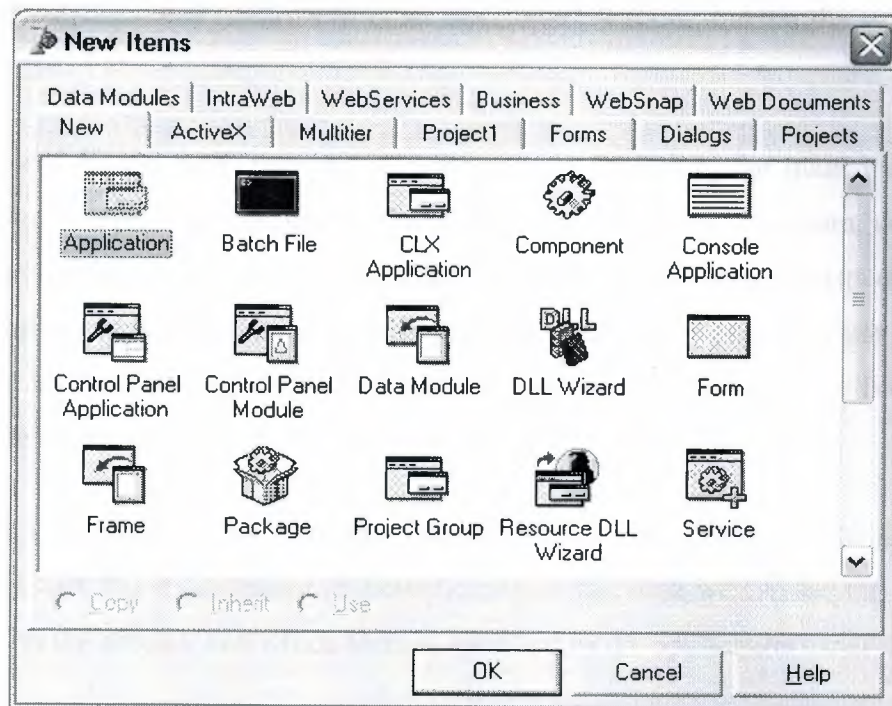 New Items
Data Modules IntraWeb WebServices Business WebSnap Web Documents
New ActiveX Multitier Project1 Forms Dialogs Projects
Application Batch File CLX Application Component Console Application
Control Panel Application Control Panel Module Data Module DLL Wizard Form
Frame Package Project Group Resource DLL Wizard Service
Copy Inherit Use
OK Cancel Help